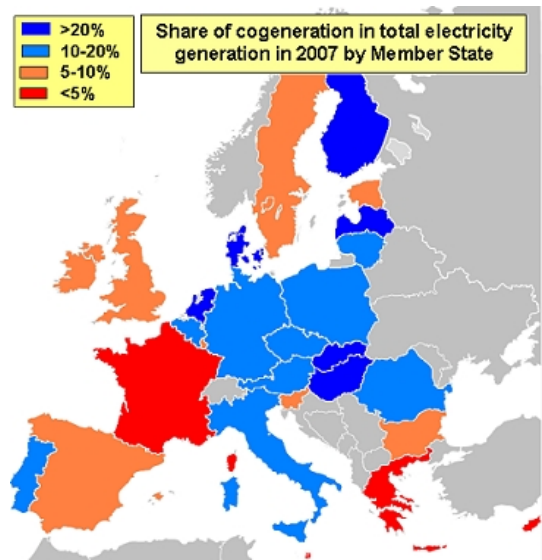 >20%
10-20%
5-10%
<5%
Share of cogeneration in total electricity
generation in 2007 by Member State